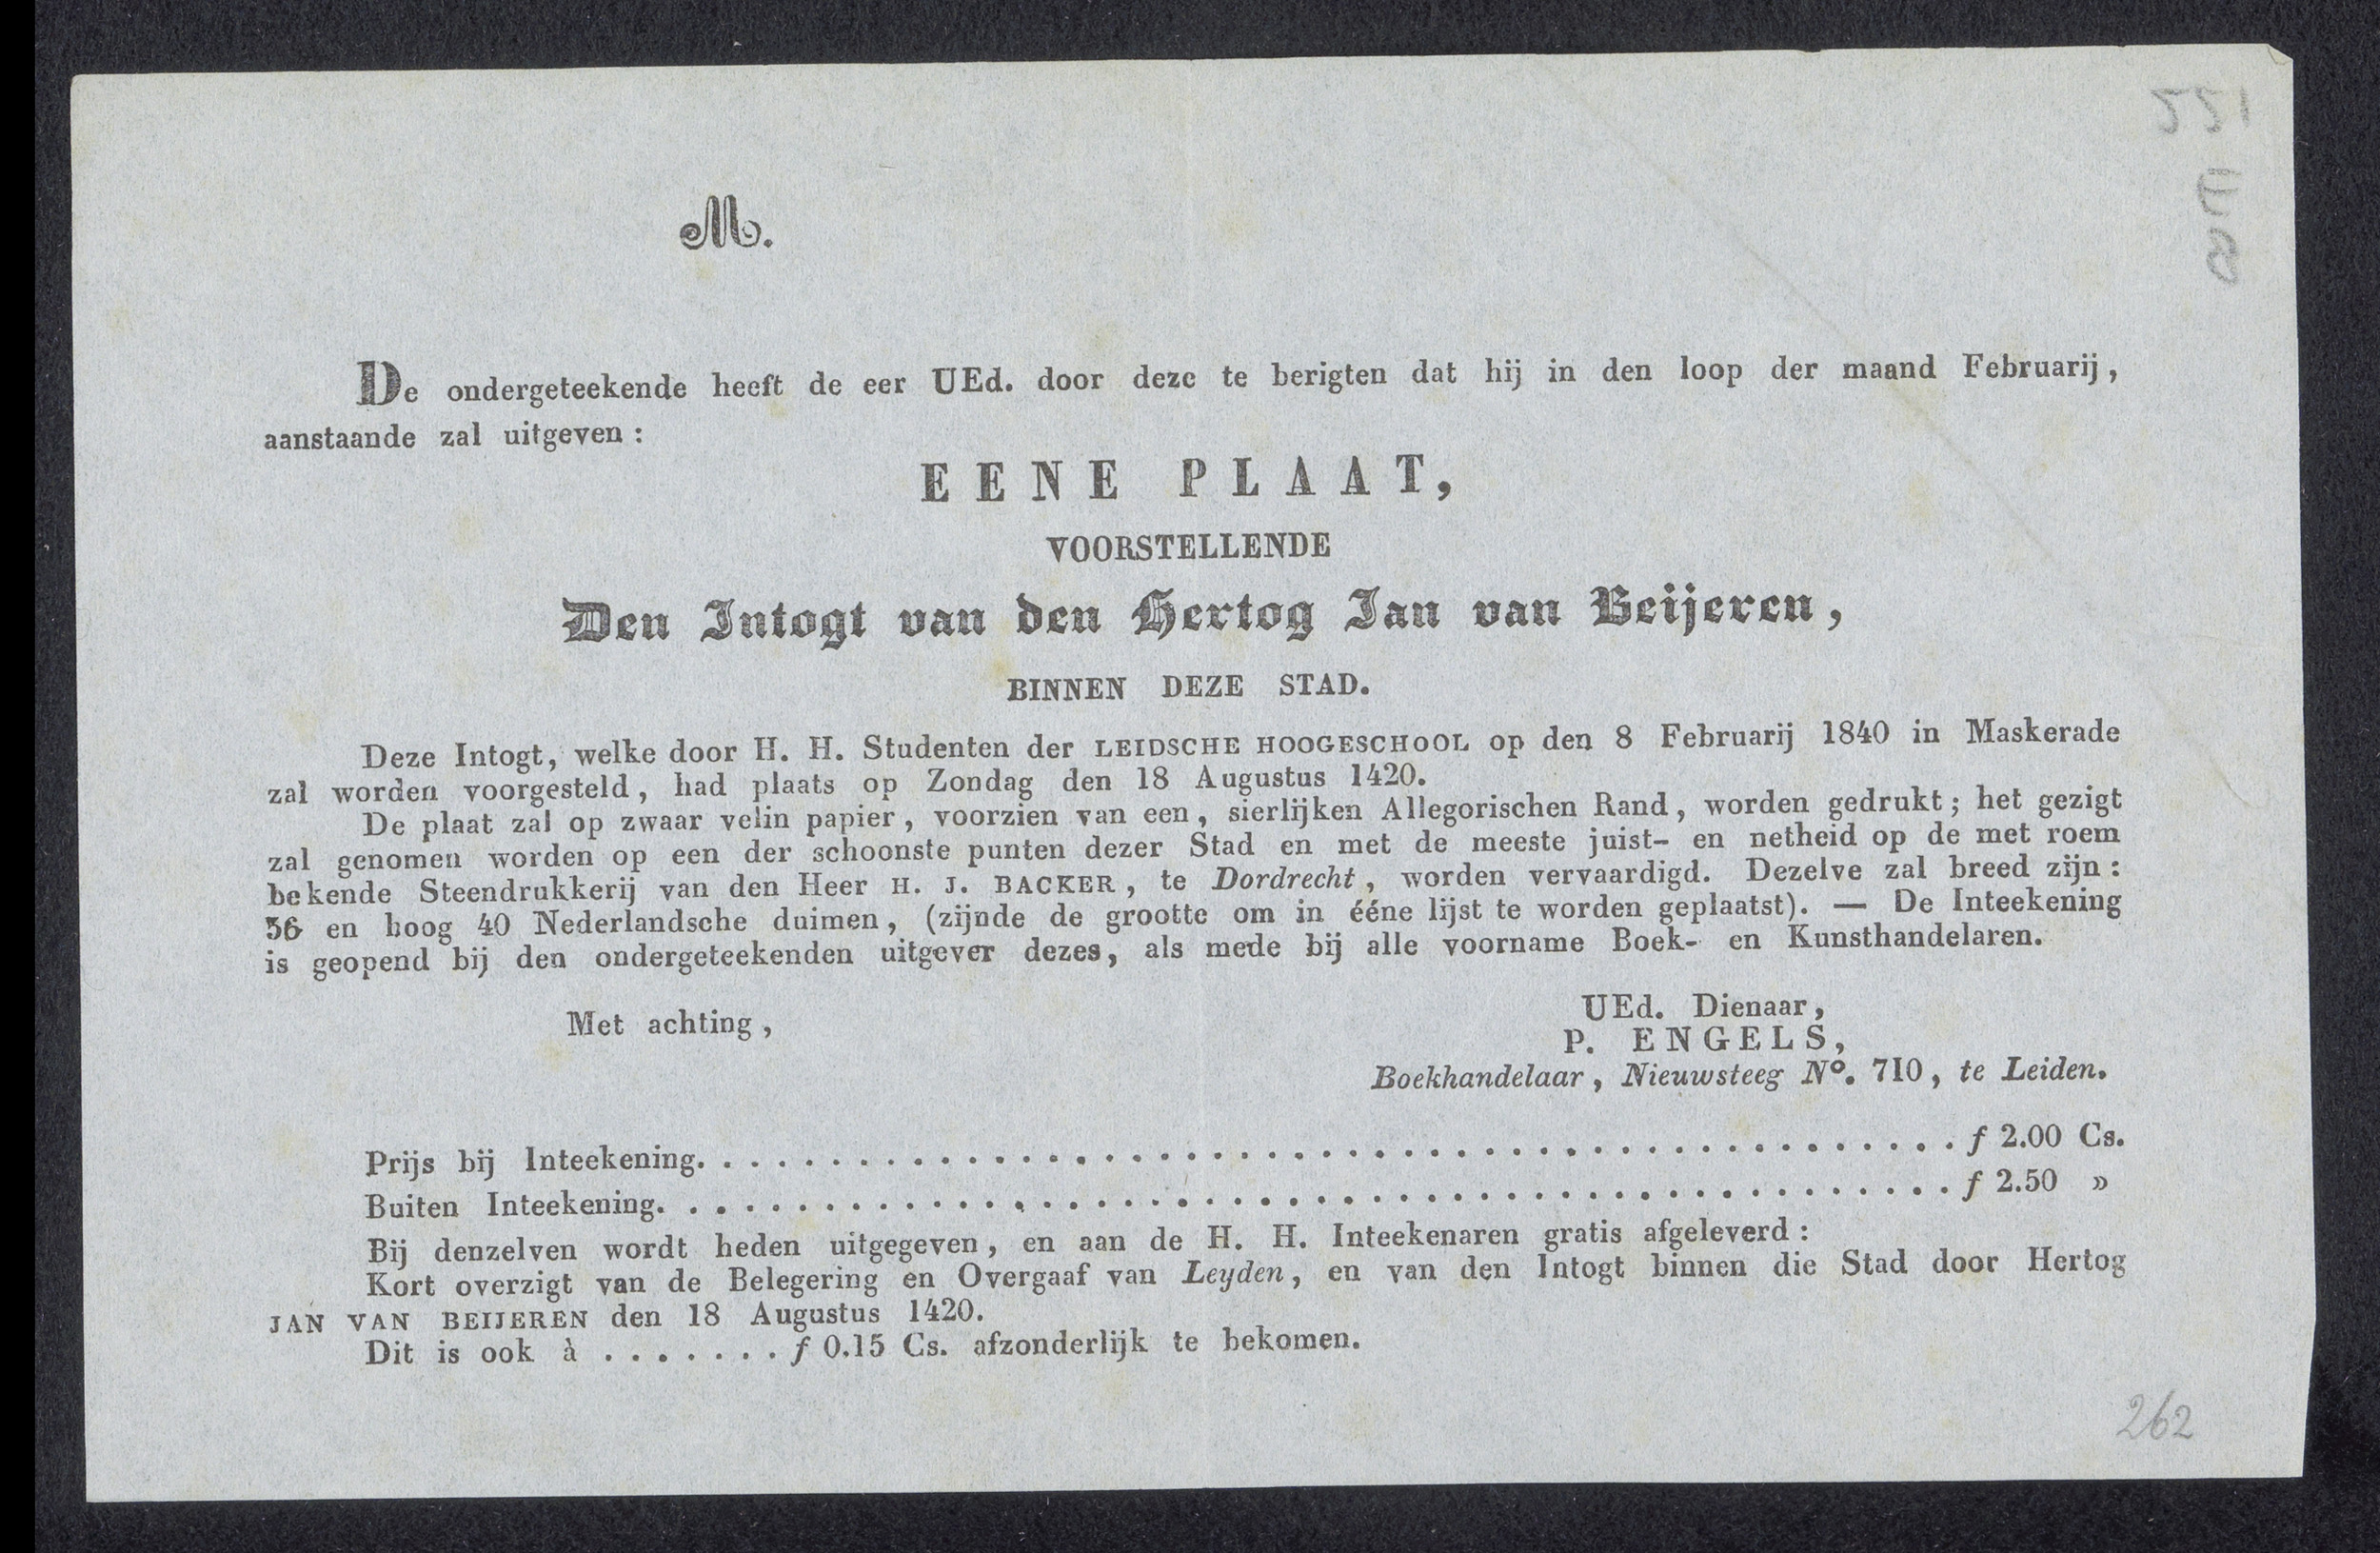 M.
De ondergeteekende heeft de eer UEd. door deze te berigten dat hij in den loop der maand Februarij,
aanstaande zal uitgeven:
EENE PLAAT,
VOORSTELLENDE
Den Intogt van den Hertog Jan van Beijeren,
BINNEN DEZE STAD.
Deze Intogt, welke door H. H. Studenten der LEIDSCHE HOOGESCHOOL op den 8 Februarij 1840 in Maskerade
zal worden voorgesteld, had plaats op Zondag den 18 Augustus 1420.
De plaat zal op zwaar velin papier, voorzien van een, sierlijken Allegorischen Rand, worden gedrukt; het gezigt
zal genomen worden op een der schoonste punten dezer Stad en met de meeste juist- en netheid op de met roem
bekende Steendrukkerij van den Heer H. J. BACKER, te Dordrecht, worden vervaardigd. Dezelve zal breed zijn:
56 en hoog 40 Nederlandsche duimen, (zijnde de grootte om in ééne lijst te worden geplaatst). — De Inteekening
is geopend bij den ondergeteekenden uitgever dezes, als mede bij alle voorname Boek- en Kunsthandelaren.
Met achting,
UEd. Dienaar,
P. ENGELS,
Boekhandelaar, Nieuwsteeg No. 710, te Leiden.
Prijs bij Inteekening. . . . . . . . . . . . . . . . . . . . f 2.00 Cs.
Buiten Inteekening. . . . . . . . . . . . . . . . . . . . f 2.50 »
Bij denzelven wordt heden uitgegeven, en aan de H. H. Inteekenaren gratis afgeleverd:
Kort overzigt van de Belegering en Overgaaf van Leyden, en van den Intogt binnen die Stad door Hertog
JAN VAN BEIJEREN den 18 Augustus 1420.
Dit is ook à . . . . . . . f 0.15 Cs. afzonderlijk te bekomen.
262